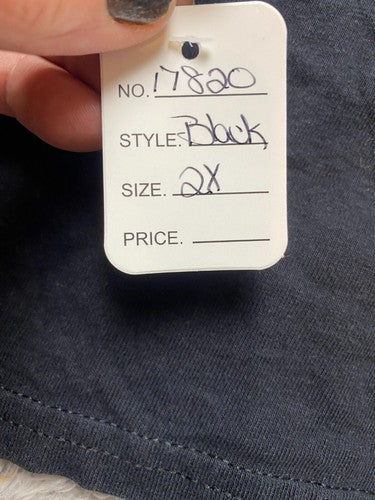 NO. 17820
STYLE. Black
SIZE. 2X
PRICE.